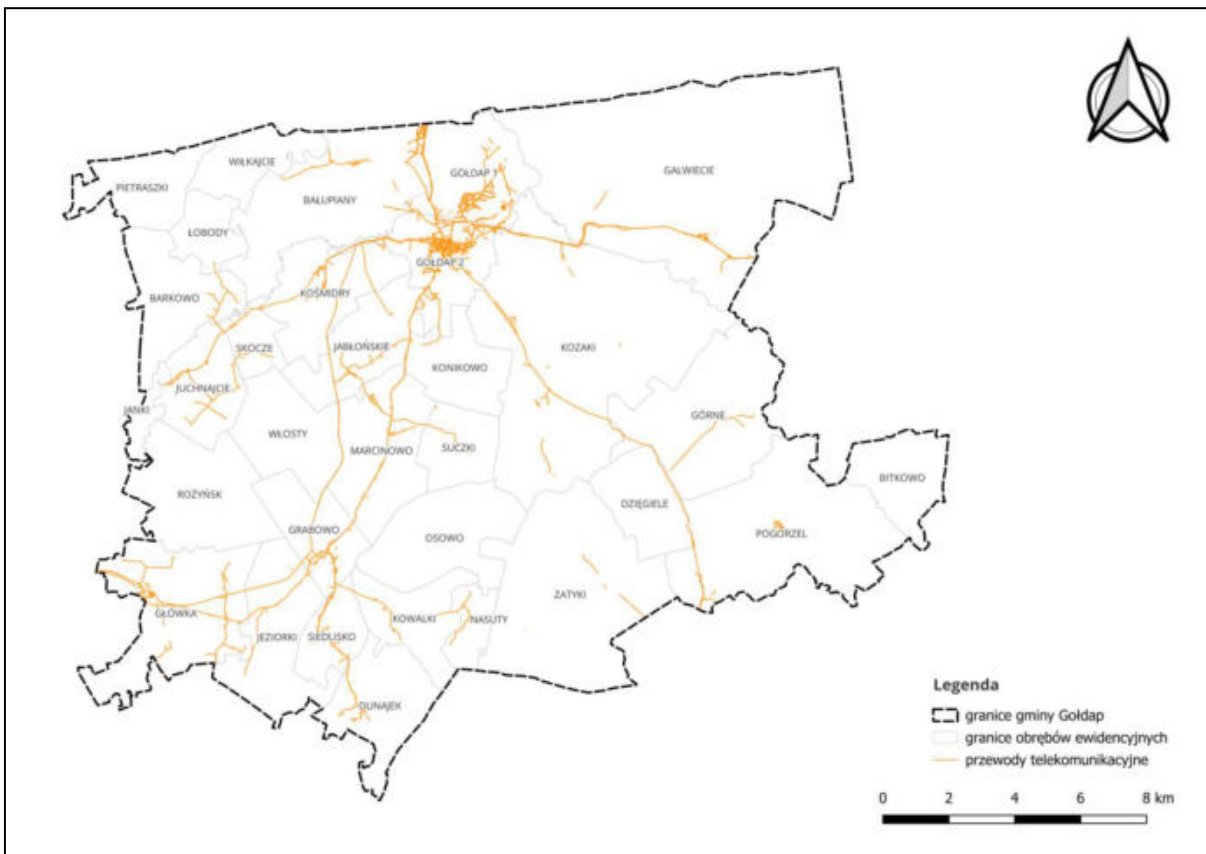 WIŁKAJCIE
PIETRASZKI
GOŁDAP 1
GALWIECIE
BAŁUPIANY
ŁOBODY
GOŁDAP 2
KOŚMIDRY
BARKOWO
SKOCZE
JABŁOŃSKIE
KOZAKI
KONIKOWO
JUCHNAJCIE
JANKI
GÓRNE
WŁOSTY
MARCINOWO
SUCZKI
BITKOWO
ROŻYŃSK
DZIĘGIELE
GRABOWO
OSOWO
POGORZEL
ZATYKI
GŁÓWKA
KOWALKI
NASUTY
JEZIORKI
SIEDLISKO
DUNAJEK
Legenda
granice gminy Gołdap
granice obrębów ewidencyjnych
przewody telekomunikacyjne
0 2 4 6 8 km